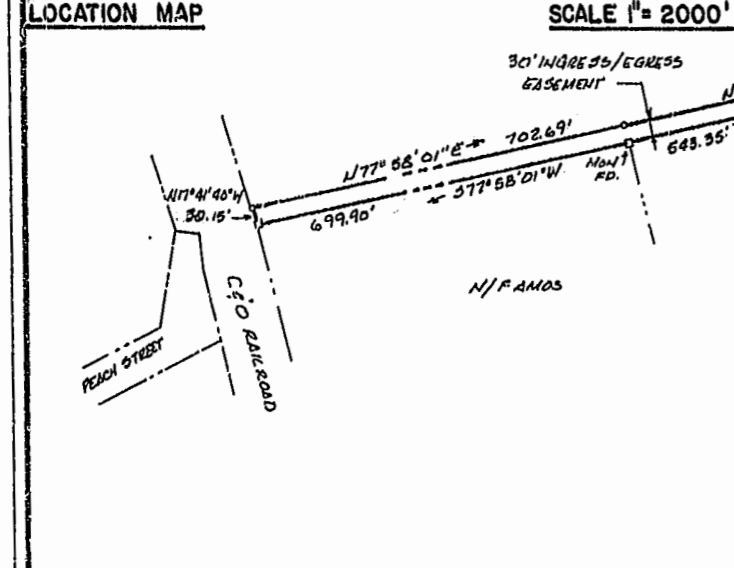 LOCATION MAP
SCALE 1"= 2000'
30' INGRESS/EGRESS
EASEMENT
N
N77° 58' 01" E
702.69'
543.35'
N17°41'40"W
30.15'
699.90'
S77°58'01"W
MON'T
FD.
N/F AMOS
C&O RAILROAD
PEACH STREET